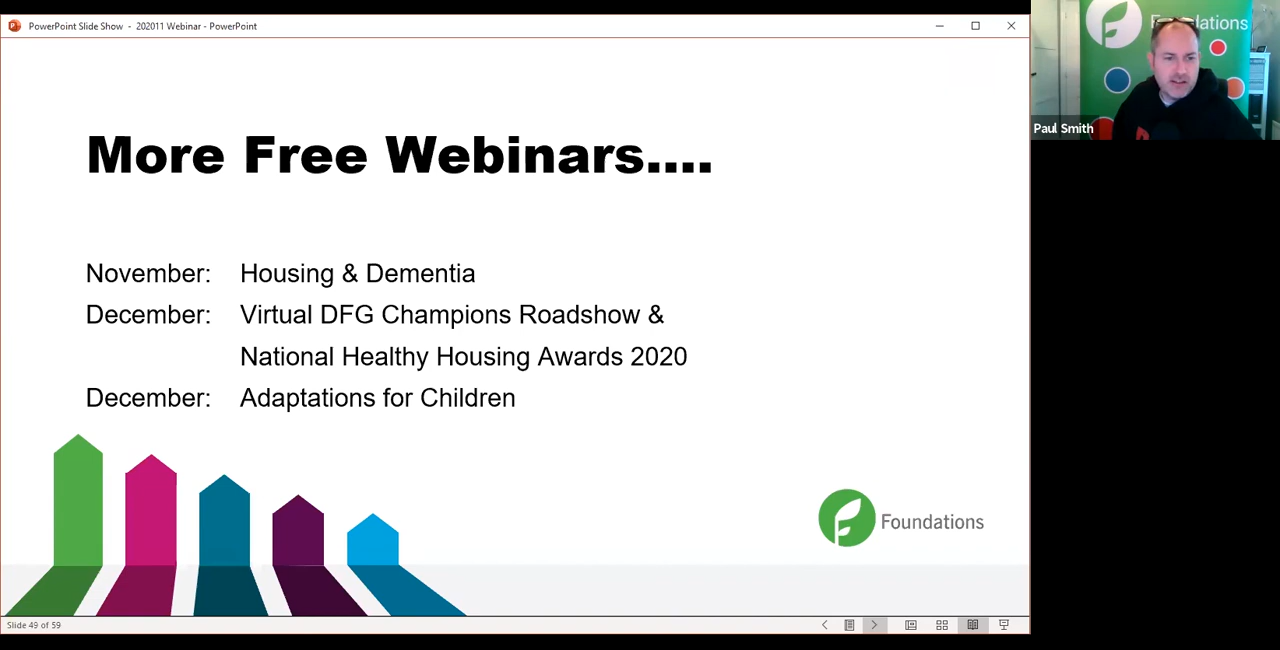 PowerPoint Slide Show - 202011 Webinar - PowerPoint
Foundations
Paul Smith
More Free Webinars....
November: Housing & Dementia
December: Virtual DFG Champions Roadshow &
National Healthy Housing Awards 2020
December: Adaptations for Children
Foundations
Slide 49 of 59